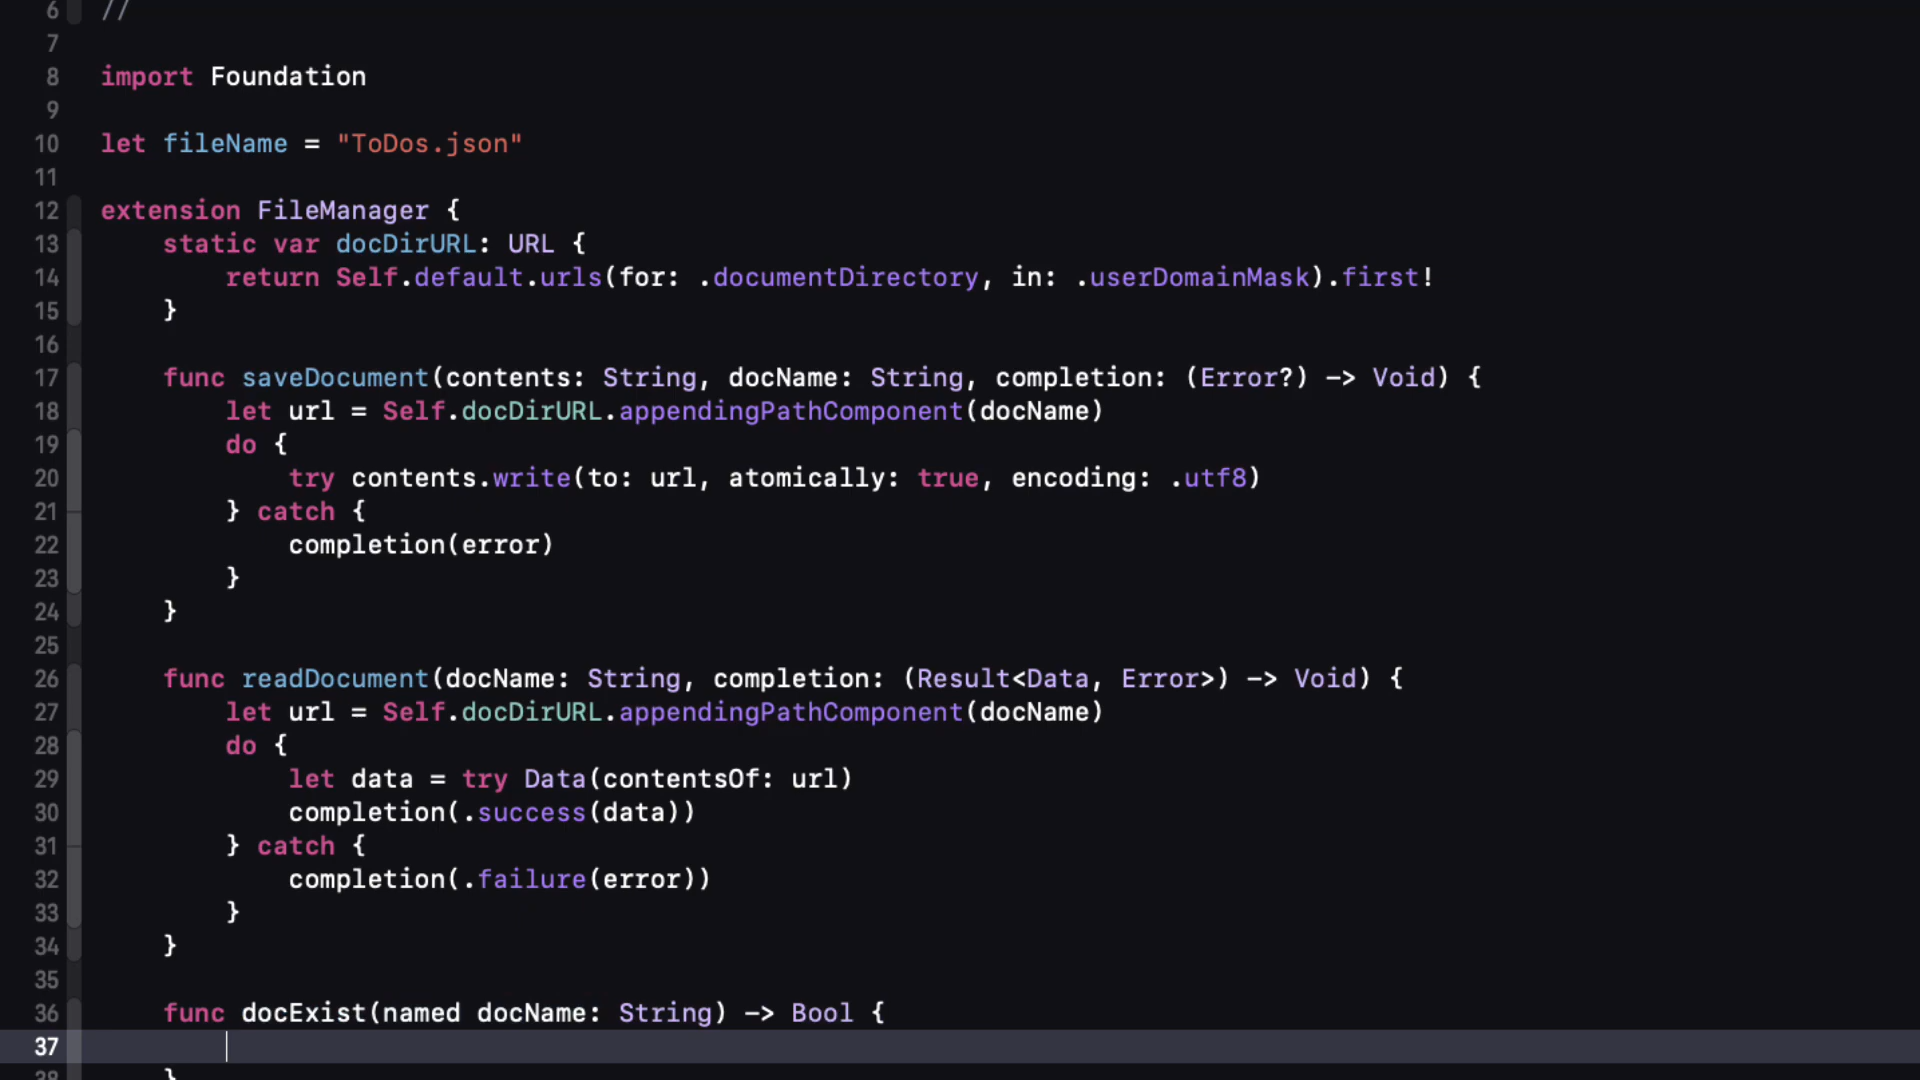 6 //
7
8 import Foundation
9
10 let fileName = "ToDos.json"
11
12 extension FileManager {
13     static var docDirURL: URL {
14         return Self.default.urls(for: .documentDirectory, in: .userDomainMask).first!
15     }
16
17     func saveDocument(contents: String, docName: String, completion: (Error?) -> Void) {
18         let url = Self.docDirURL.appendingPathComponent(docName)
19         do {
20             try contents.write(to: url, atomically: true, encoding: .utf8)
21         } catch {
22             completion(error)
23         }
24     }
25
26     func readDocument(docName: String, completion: (Result<Data, Error>) -> Void) {
27         let url = Self.docDirURL.appendingPathComponent(docName)
28         do {
29             let data = try Data(contentsOf: url)
30             completion(.success(data))
31         } catch {
32             completion(.failure(error))
33         }
34     }
35
36     func docExist(named docName: String) -> Bool {
37
38     }